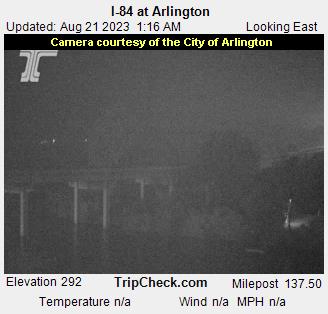 I-84 at Arlington
Updated: Aug 21 2023 1:16 AM Looking East
Camera courtesy of the City of Arlington
Elevation 292 TripCheck.com Milepost 137.50
Temperature n/a Wind n/a MPH n/a